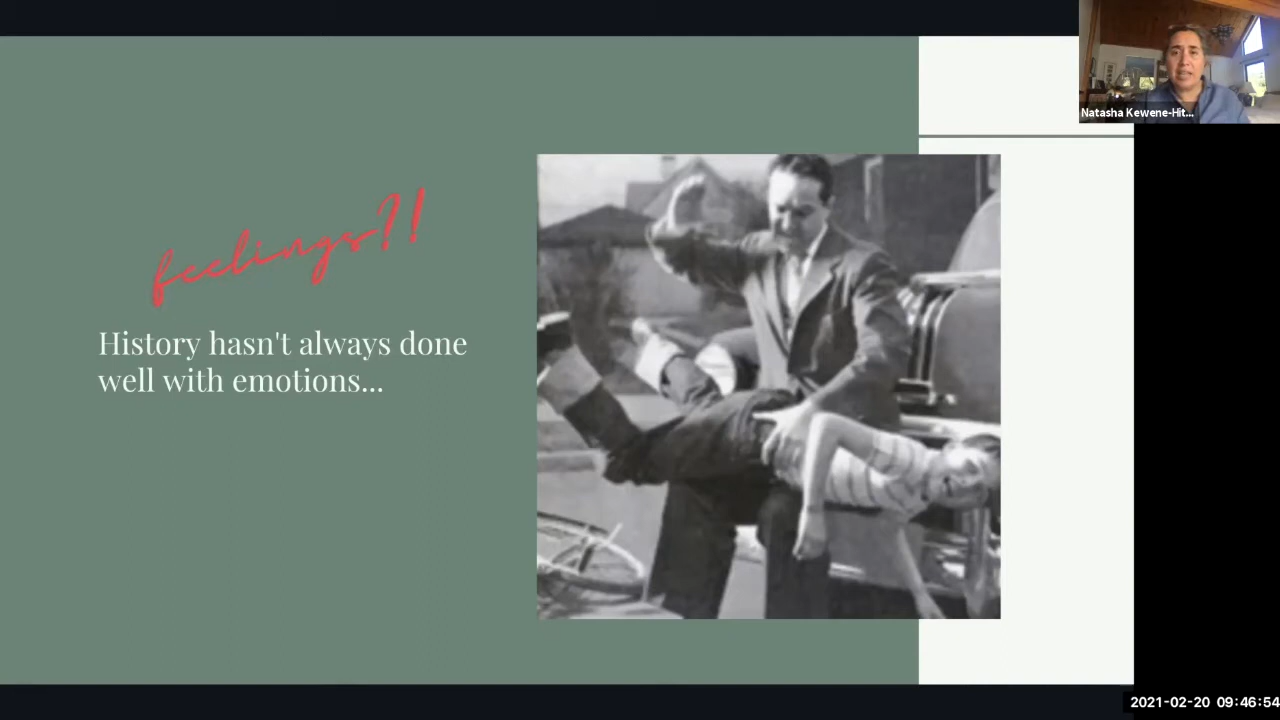 feelings?!
History hasn't always done
well with emotions...
Natasha Kewene-Hit...
2021-02-20 09:46:54